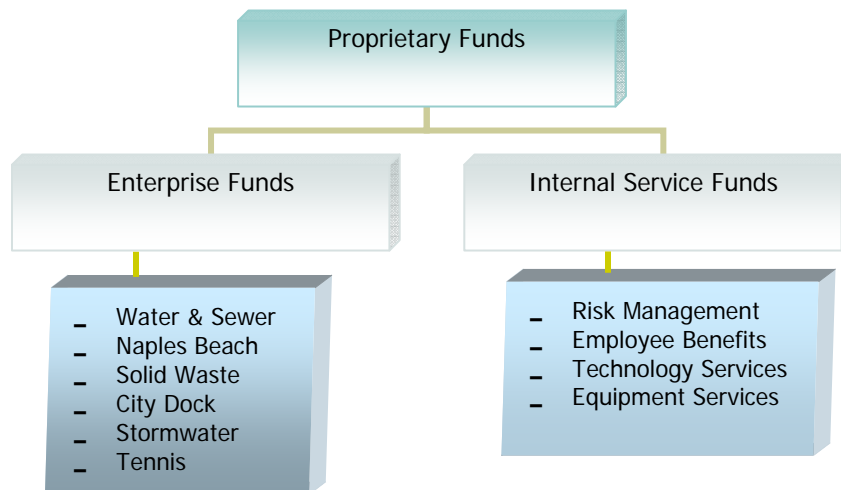 Proprietary Funds
Enterprise Funds
Internal Service Funds
– Water & Sewer
– Naples Beach
– Solid Waste
– City Dock
– Stormwater
– Tennis
– Risk Management
– Employee Benefits
– Technology Services
– Equipment Services